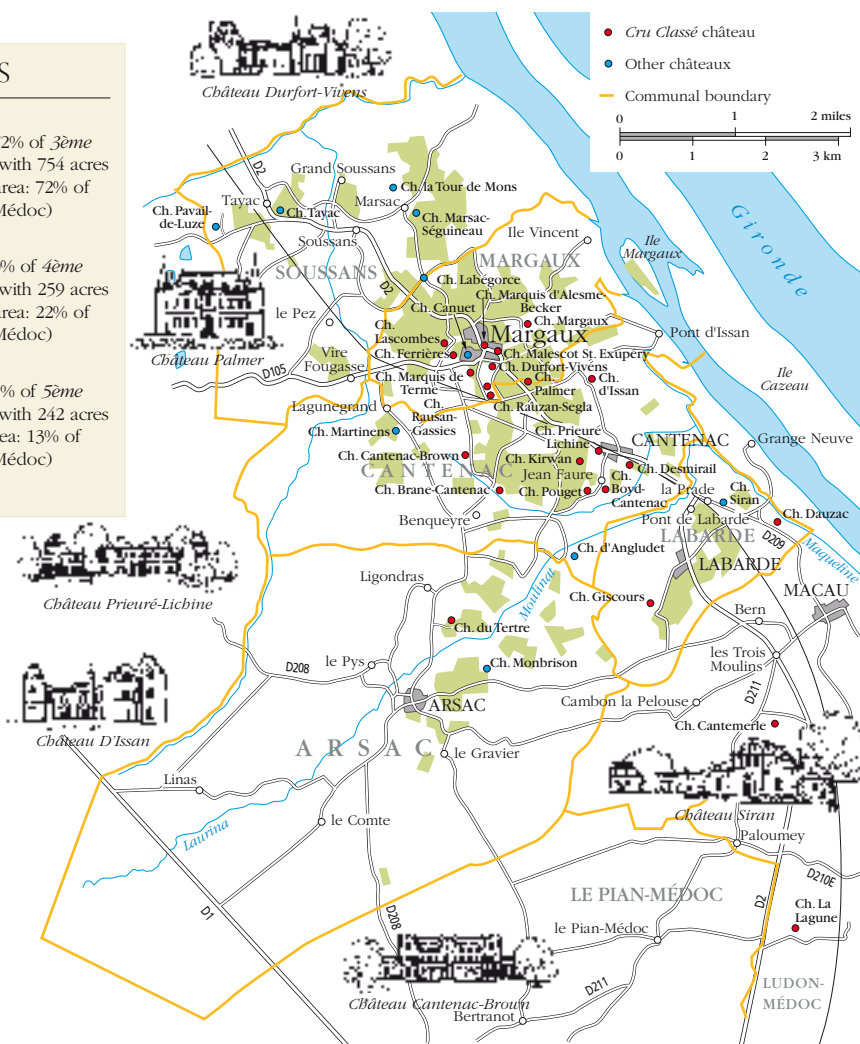 S
2% of 3ème
with 754 acres
area: 72% of
Médoc)
% of 4ème
with 259 acres
area: 22% of
Médoc)
% of 5ème
with 242 acres
ea: 13% of
Médoc)
Château Durfort-Vivens
Cru Classé château
Other châteaux
Communal boundary
0 1 2 miles
0 1 2 3 km
D2
Grand Soussans
Ch. la Tour de Mons
Tayac
Ch. Tayac
Marsac
Ch. Pavail-
de-Luze
Ch. Marsac-
Séguineau
Soussans
Ile Vincent
Ile
Margaux
Gironde
SOUSSANS
MARGAUX
D2
Ch. Labégorce
Ch. Marquis d'Alesme-
Becker
Ch. Canuet
le Pez
Ch. Margaux
Ch.
Lascombes
Margaux
Pont d'Issan
Château Palmer
Ch. Ferrières
Ch. Malescot St. Exupéry
Vire
Fougasse
D105
Ch. Durfort-Vivéns
Ch. Marquis de
Terme
Ch.
Palmer
Ch.
d'Issan
Ile
Cazeau
Lagunegrand
Ch.
Rausan-
Gassies
Ch. Rauzan-Segla
Ch. Martinens
Ch. Prieuré
Lichine
CANTENAC
Grange Neuve
Ch. Cantenac-Brown
Ch. Kirwan
Ch. Desmirail
CANTENAC
Jean Faure
Ch. Brane-Cantenac
Ch. Pouget
Ch.
Boyd-
Cantenac
la Prade
Ch.
Siran
Ch. Dauzac
Benqueyre
Pont de Labarde
LABARDE
D209
Maqueline
Ch. d'Angludet
LABARDE
Château Prieuré-Lichine
Ligondras
Moulinat
Ch. Giscours
MACAU
Bern
Ch. du Tertre
les Trois
Moulins
D208
le Pys
Ch. Monbrison
D211
Cambon la Pelouse
ARSAC
Ch. Cantemerle
Château D'Issan
ARSAC
le Gravier
Linas
Château Siran
le Comte
Laurina
Paloumey
D210E
D1
D208
LE PIAN-MÉDOC
D2
Ch. La
Lagune
le Pian-Médoc
D211
LUDON-
MÉDOC
Château Cantenac-Brown
Bertranot